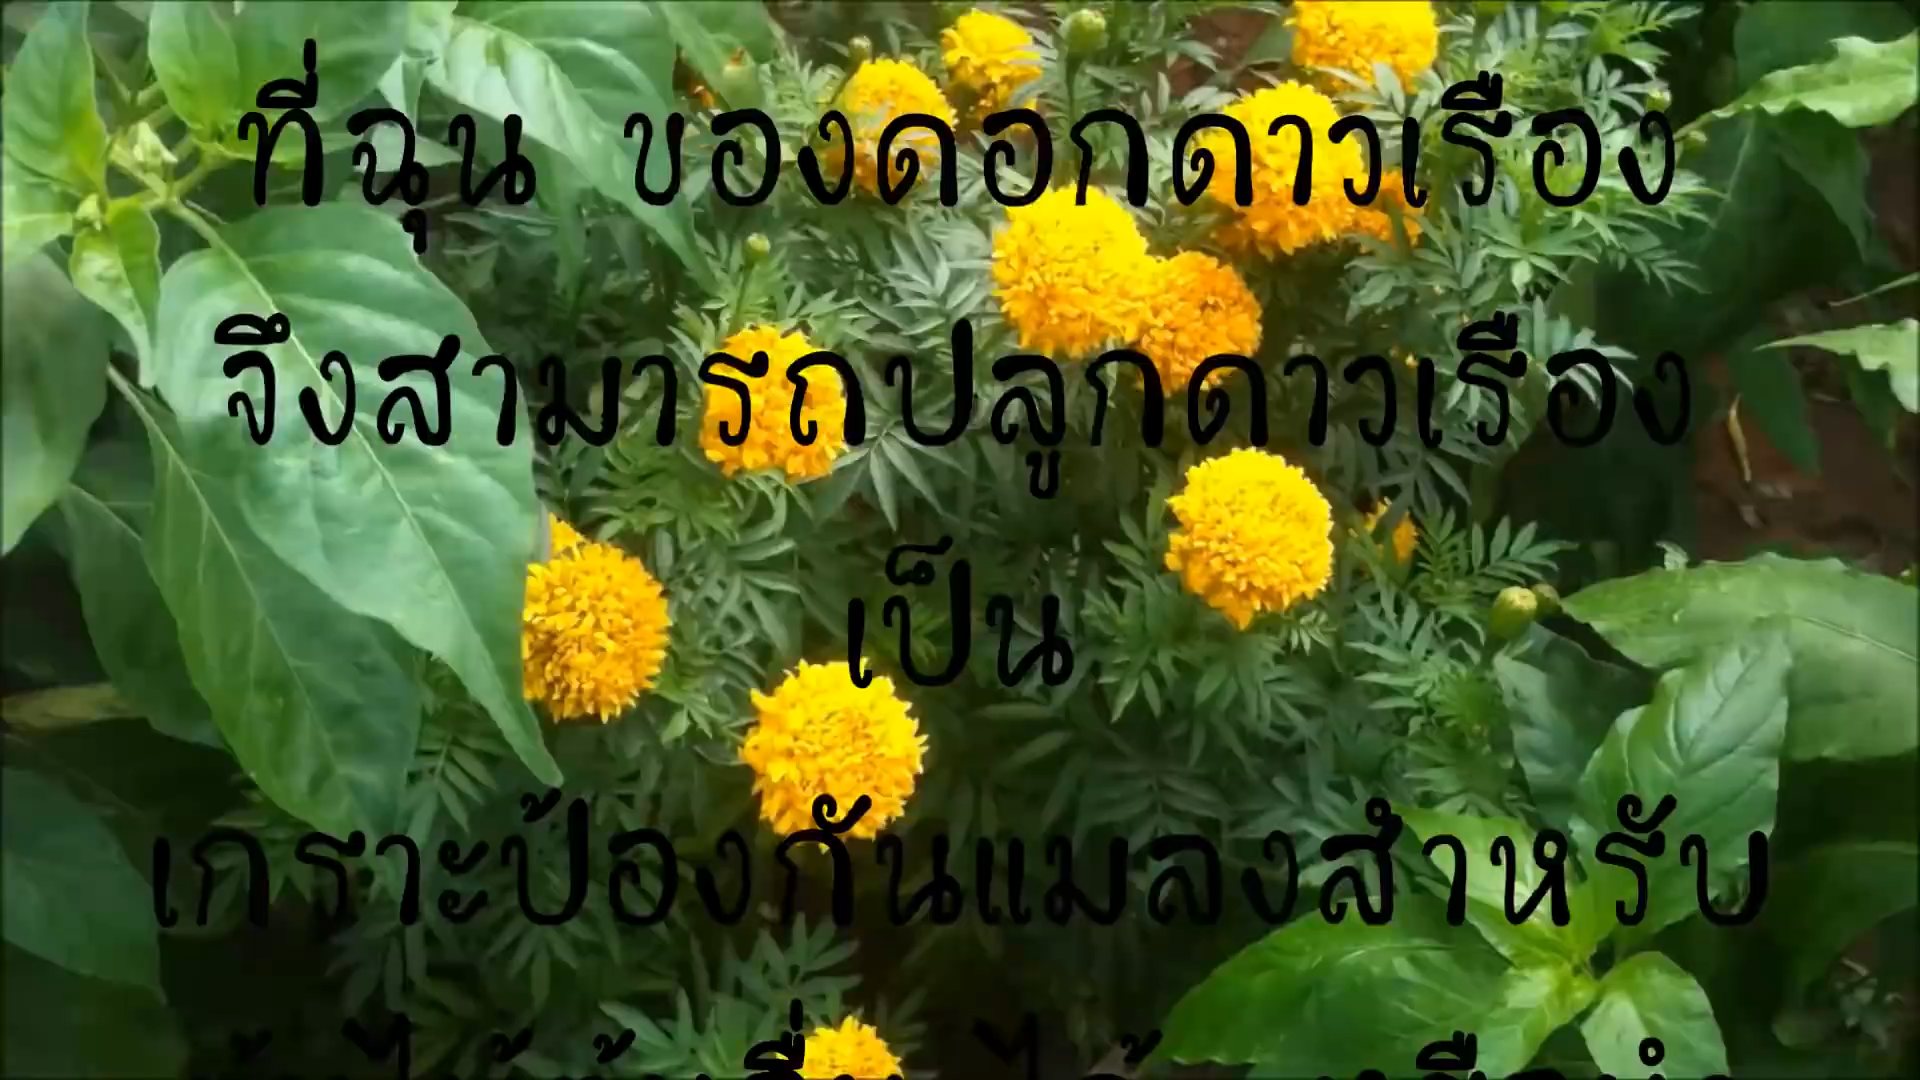 ที่ฉุน ของดอกดาวเรือง
จึงสามารถปลูกดาวเรือง
เป็น
เกราะป้องกันแมลงสำหรับ